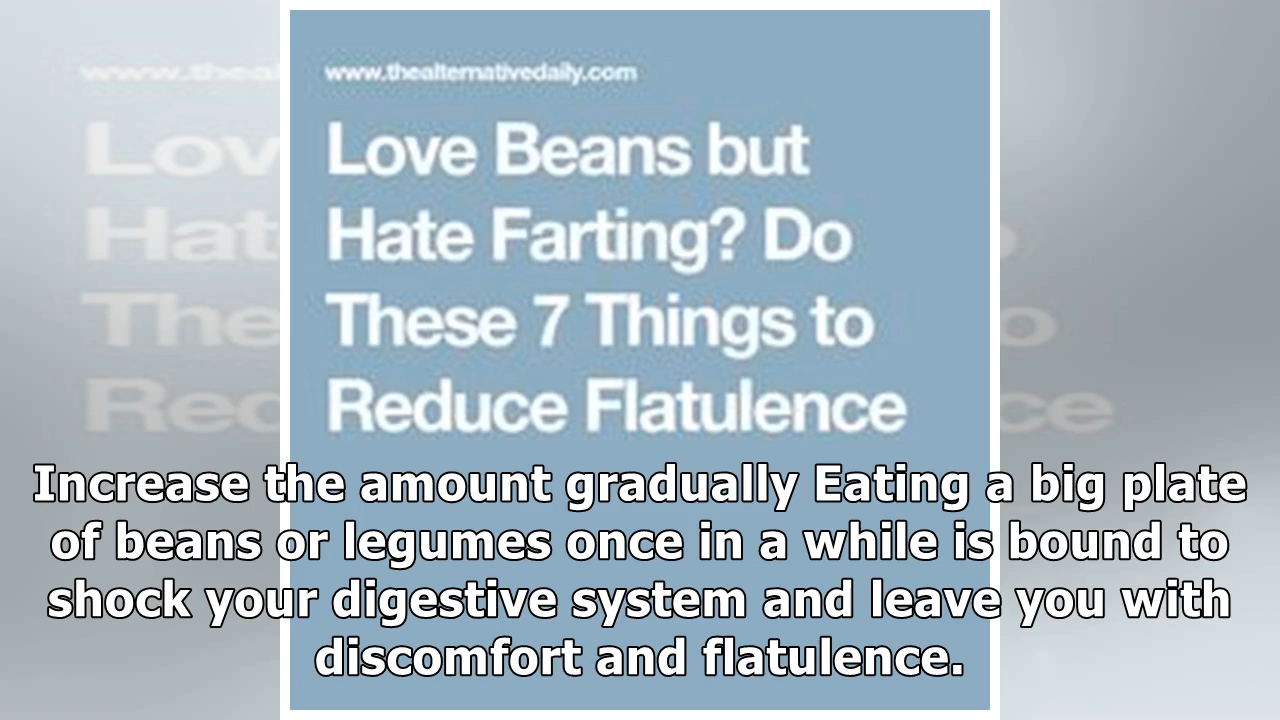 www.thealternativedaily.com
Love Beans but
Hate Farting? Do
These 7 Things to
Reduce Flatulence
Increase the amount gradually Eating a big plate
of beans or legumes once in a while is bound to
shock your digestive system and leave you with
discomfort and flatulence.